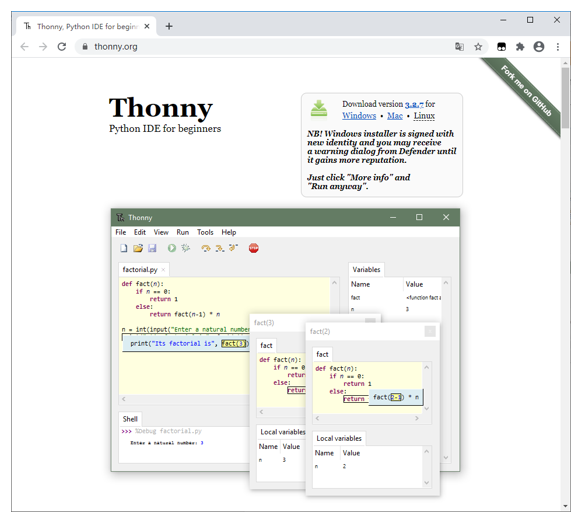 Thonny, Python IDE for beginn
thonny.org
Fork me on GitHub
Thonny
Python IDE for beginners
Download version 3.2.7 for
Windows • Mac • Linux
NB! Windows installer is signed with
new identity and you may receive
a warning dialog from Defender until
it gains more reputation.
Just click "More info" and
"Run anyway".
Thonny
File Edit View Run Tools Help
factorial.py
def fact(n):
if n == 0:
return 1
else:
return fact(n-1) * n
n = int(input("Enter a natural number
print("Its factorial is", fact(3))
Shell
>>> %Debug factorial.py
Enter a natural number: 3
Variables
Name Value
fact <function fact a
n 3
fact(3)
fact
def fact(n):
if n == 0:
return
else:
return
Local variables
Name Value
n 3
fact(2)
fact
def fact(n):
if n == 0:
return 1
else:
return fact(2-1) * n
Local variables
Name Value
n 2